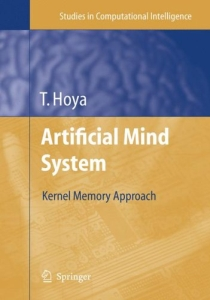 Studies in Computational Intelligence
T. Hoya
Artificial Mind
System
Kernel Memory Approach
Springer